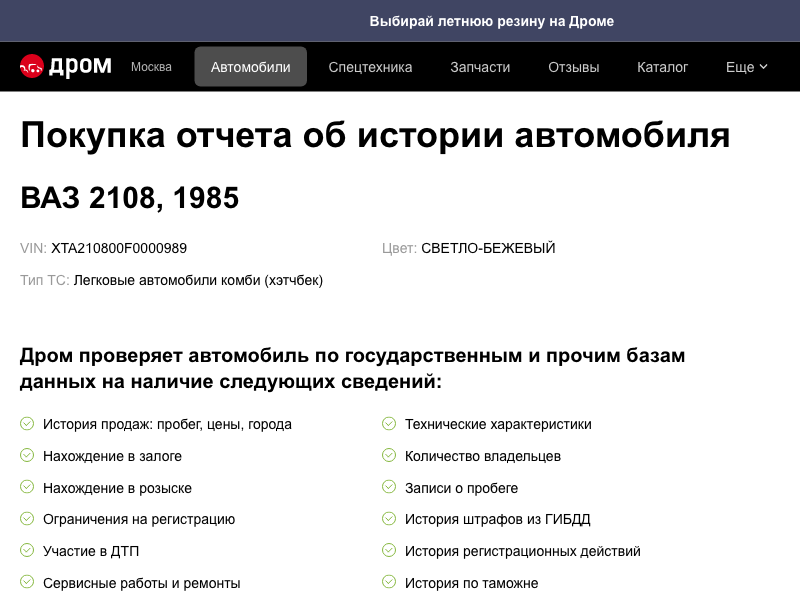 Выбирай летнюю резину на Дроме
дром Москва Автомобили Спецтехника Запчасти Отзывы Каталог Еще
Покупка отчета об истории автомобиля
ВАЗ 2108, 1985
VIN: XTA210800F0000989 Цвет: СВЕТЛО-БЕЖЕВЫЙ
Тип ТС: Легковые автомобили комби (хэтчбек)
Дром проверяет автомобиль по государственным и прочим базам
данных на наличие следующих сведений:
История продаж: пробег, цены, города Технические характеристики
Нахождение в залоге Количество владельцев
Нахождение в розыске Записи о пробеге
Ограничения на регистрацию История штрафов из ГИБДД
Участие в ДТП История регистрационных действий
Сервисные работы и ремонты История по таможне